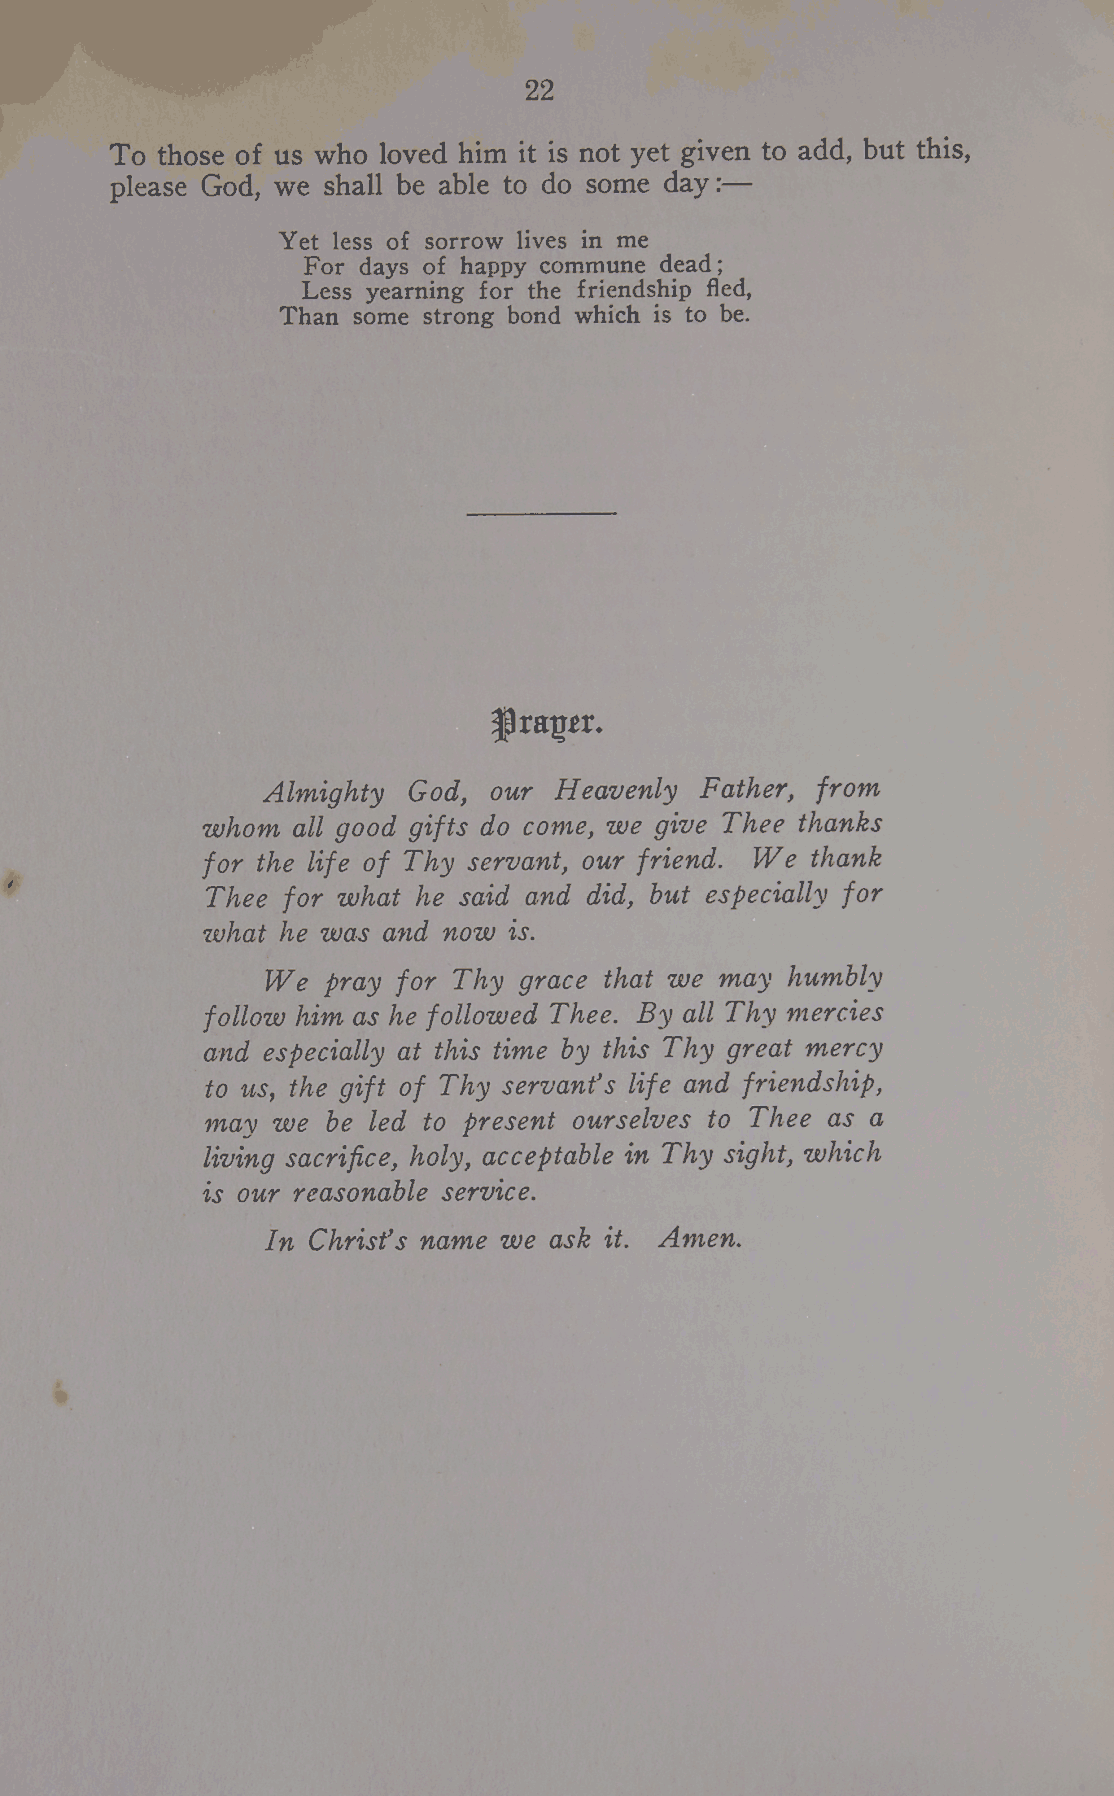 22
To those of us who loved him it is not yet given to add, but this,
please God, we shall be able to do some day:—
Yet less of sorrow lives in me
For days of happy commune dead;
Less yearning for the friendship fled,
Than some strong bond which is to be.
Prayer.
Almighty God, our Heavenly Father, from
whom all good gifts do come, we give Thee thanks
for the life of Thy servant, our friend. We thank
Thee for what he said and did, but especially for
what he was and now is.
We pray for Thy grace that we may humbly
follow him as he followed Thee. By all Thy mercies
and especially at this time by this Thy great mercy
to us, the gift of Thy servant's life and friendship,
may we be led to present ourselves to Thee as a
living sacrifice, holy, acceptable in Thy sight, which
is our reasonable service.
In Christ's name we ask it. Amen.